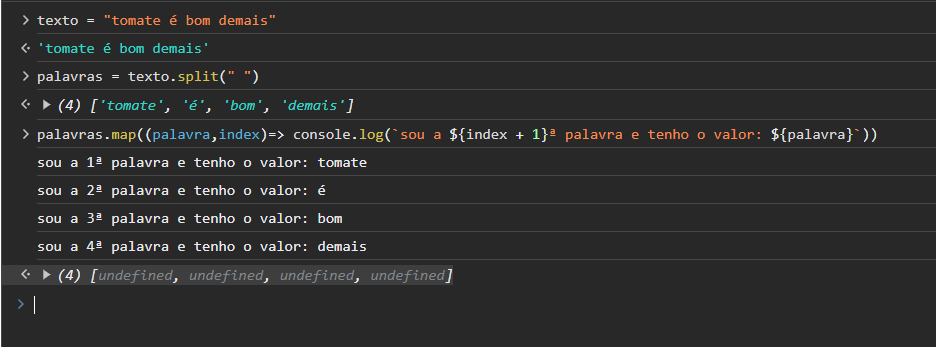 > texto = "tomate é bom demais"
<· 'tomate é bom demais'
> palavras = texto.split(" ")
<· ▶ (4) ['tomate', 'é', 'bom', 'demais']
> palavras.map((palavra,index)=> console.log(`sou a ${index + 1}ª palavra e tenho o valor: ${palavra}`))
sou a 1ª palavra e tenho o valor: tomate
sou a 2ª palavra e tenho o valor: é
sou a 3ª palavra e tenho o valor: bom
sou a 4ª palavra e tenho o valor: demais
<· ▶ (4) [undefined, undefined, undefined, undefined]
>